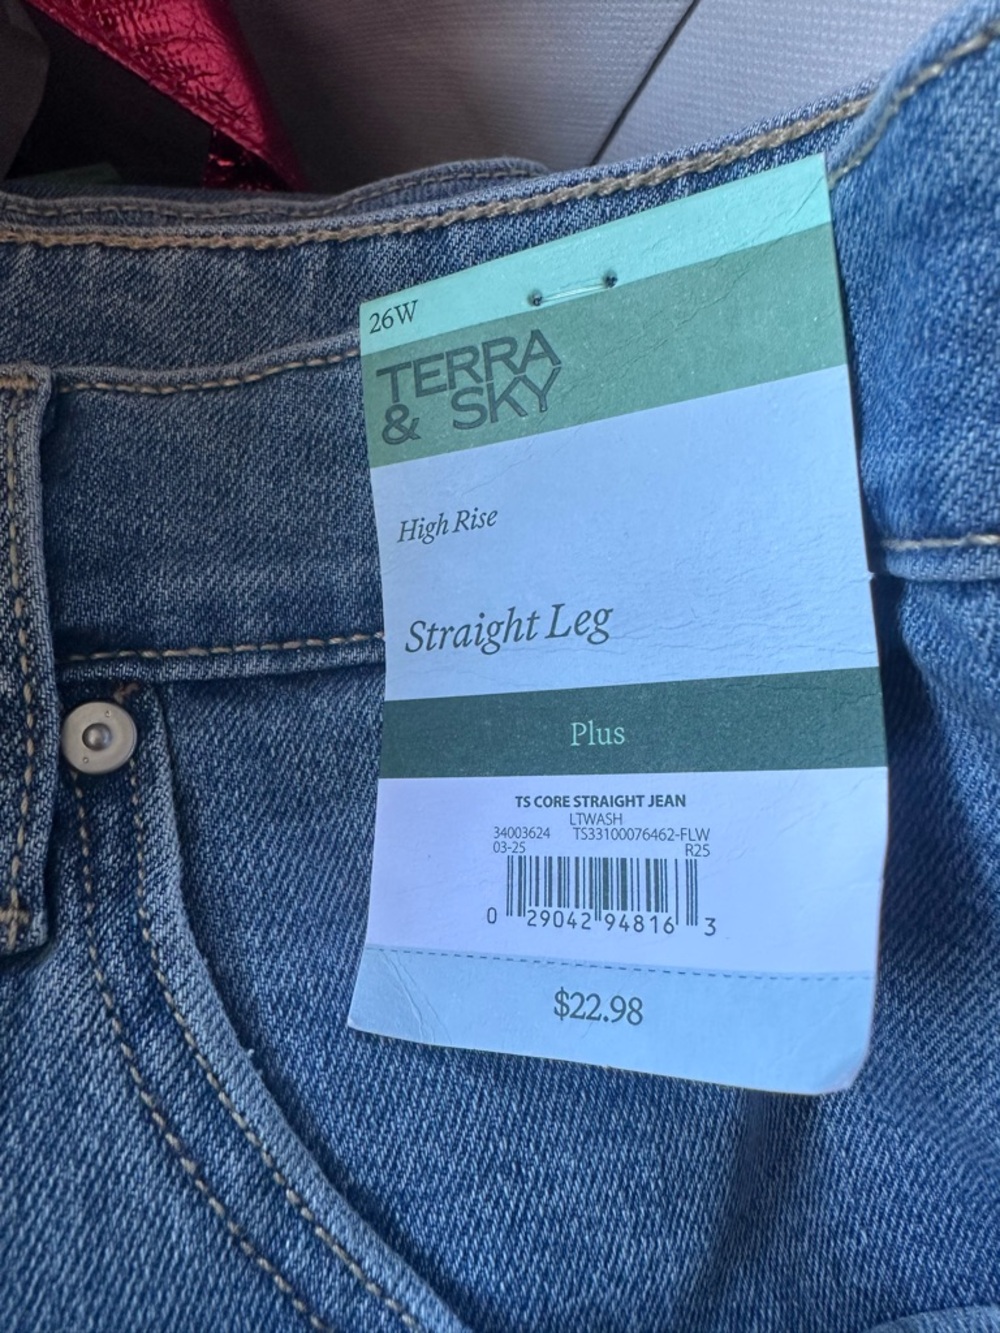 26W
TERRA
& SKY
High Rise
Straight Leg
Plus
TS CORE STRAIGHT JEAN
LTWASH
34003624 TS33100076462-FLW
03-25 R25
0 29042 94816 3
$22.98